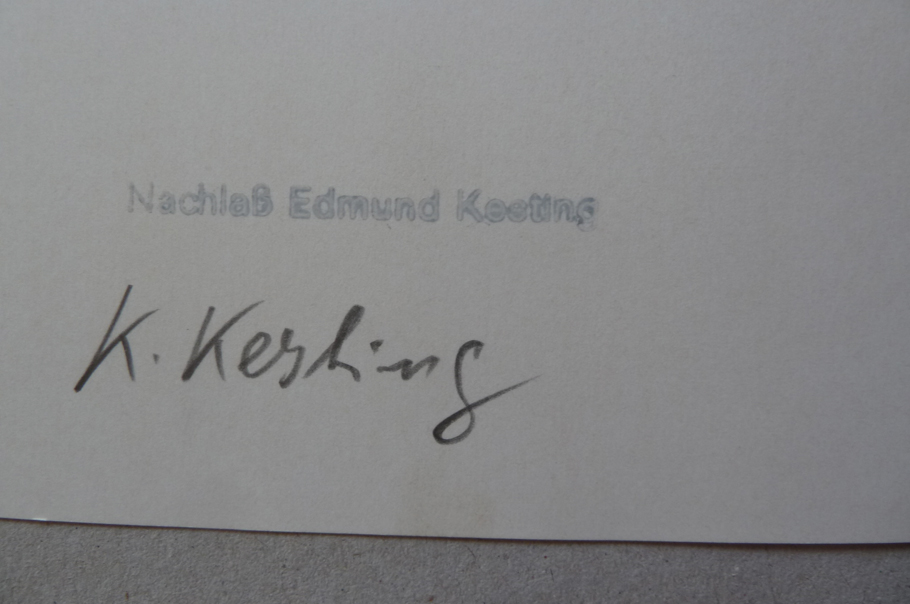 Nachlaß Edmund Kesting
K. Kesting